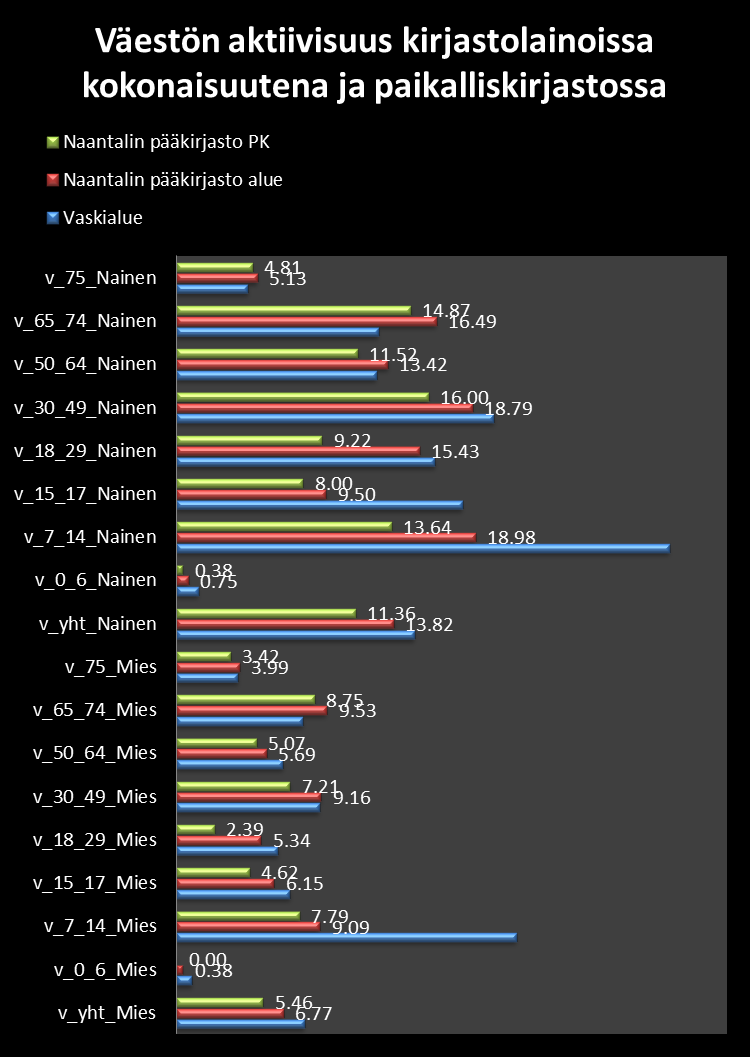 Väestön aktiivisuus kirjastolainoissa
kokonaisuutena ja paikalliskirjastossa
Naantalin pääkirjasto PK
Naantalin pääkirjasto alue
Vaskialue
v_75_Nainen 4.81 5.13
v_65_74_Nainen 14.87 16.49
v_50_64_Nainen 11.52 13.42
v_30_49_Nainen 16.00 18.79
v_18_29_Nainen 9.22 15.43
v_15_17_Nainen 8.00 9.50
v_7_14_Nainen 13.64 18.98
v_0_6_Nainen 0.38 0.75
v_yht_Nainen 11.36 13.82
v_75_Mies 3.42 3.99
v_65_74_Mies 8.75 9.53
v_50_64_Mies 5.07 5.69
v_30_49_Mies 7.21 9.16
v_18_29_Mies 2.39 5.34
v_15_17_Mies 4.62 6.15
v_7_14_Mies 7.79 9.09
v_0_6_Mies 0.00 0.38
v_yht_Mies 5.46 6.77